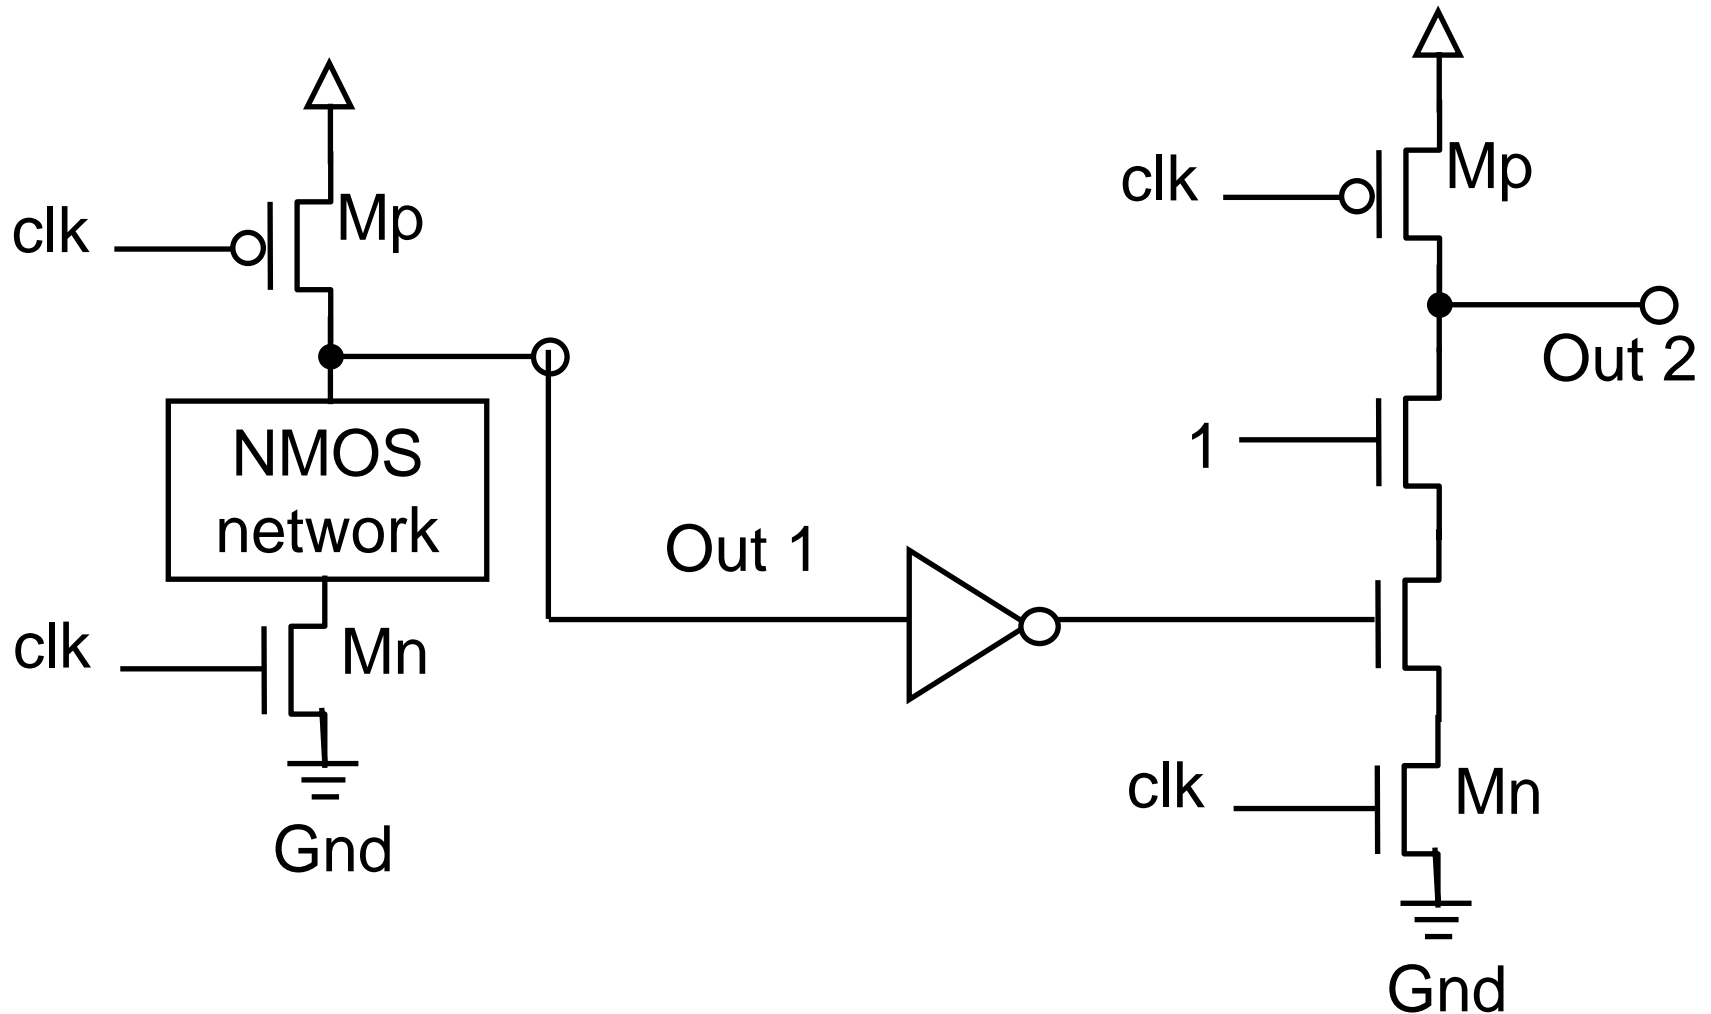 clk
Mp
NMOS
network
clk
Mn
Gnd
Out 1
clk
Mp
Out 2
1
clk
Mn
Gnd